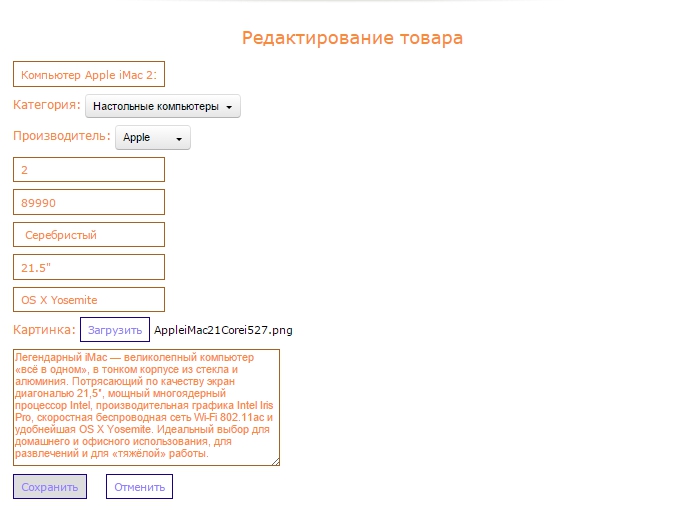 Редактирование товара
Компьютер Apple iMac 2:
Категория: Настольные компьютеры
Производитель: Apple
2
89990
Серебристый
21.5"
OS X Yosemite
Картинка: Загрузить AppleiMac21Corei527.png
Легендарный iMac — великолепный компьютер
«всё в одном», в тонком корпусе из стекла и
алюминия. Потрясающий по качеству экран
диагональю 21,5", мощный многоядерный
процессор Intel, производительная графика Intel Iris
Pro, скоростная беспроводная сеть Wi-Fi 802.11ac и
удобнейшая OS X Yosemite. Идеальный выбор для
домашнего и офисного использования, для
развлечений и для «тяжёлой» работы.
Сохранить Отменить